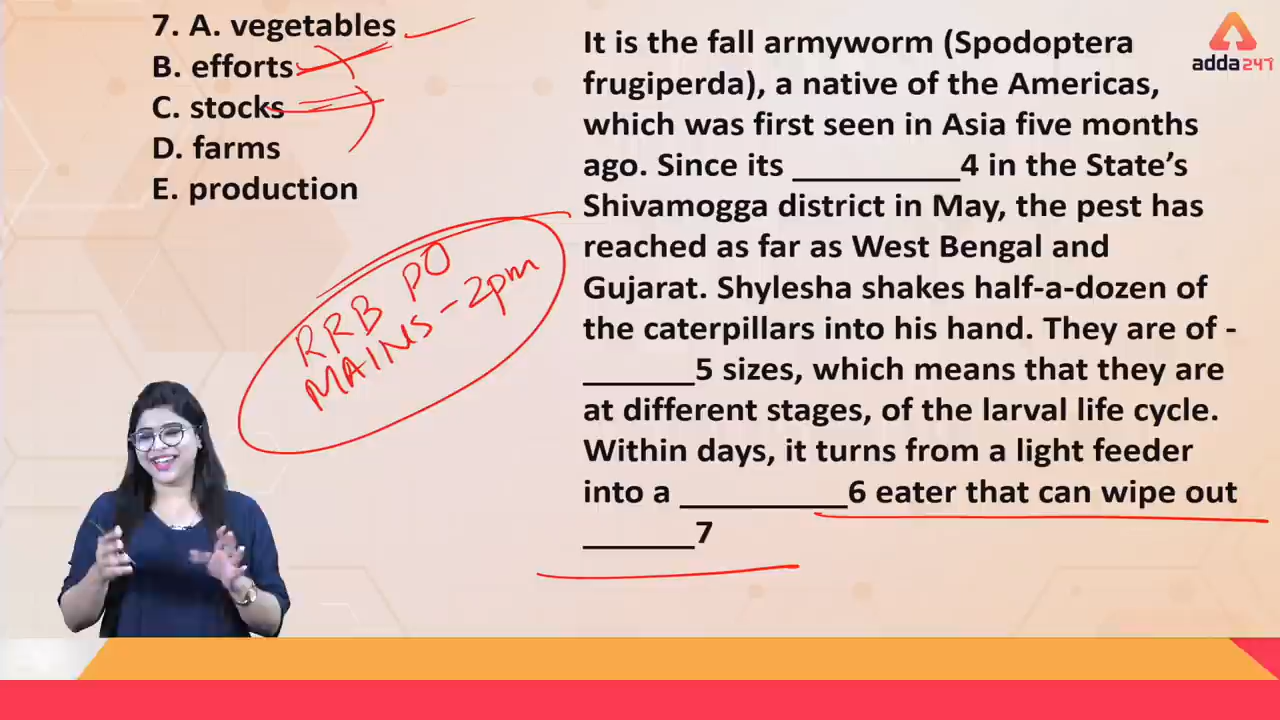 7. A. vegetables
B. efforts
C. stocks
D. farms
E. production
RRB PO
MAINS - 2pm
It is the fall armyworm (Spodoptera
frugiperda), a native of the Americas,
which was first seen in Asia five months
ago. Since its __________4 in the State’s
Shivamogga district in May, the pest has
reached as far as West Bengal and
Gujarat. Shylesha shakes half-a-dozen of
the caterpillars into his hand. They are of -
_______5 sizes, which means that they are
at different stages, of the larval life cycle.
Within days, it turns from a light feeder
into a __________6 eater that can wipe out
_______7
adda247